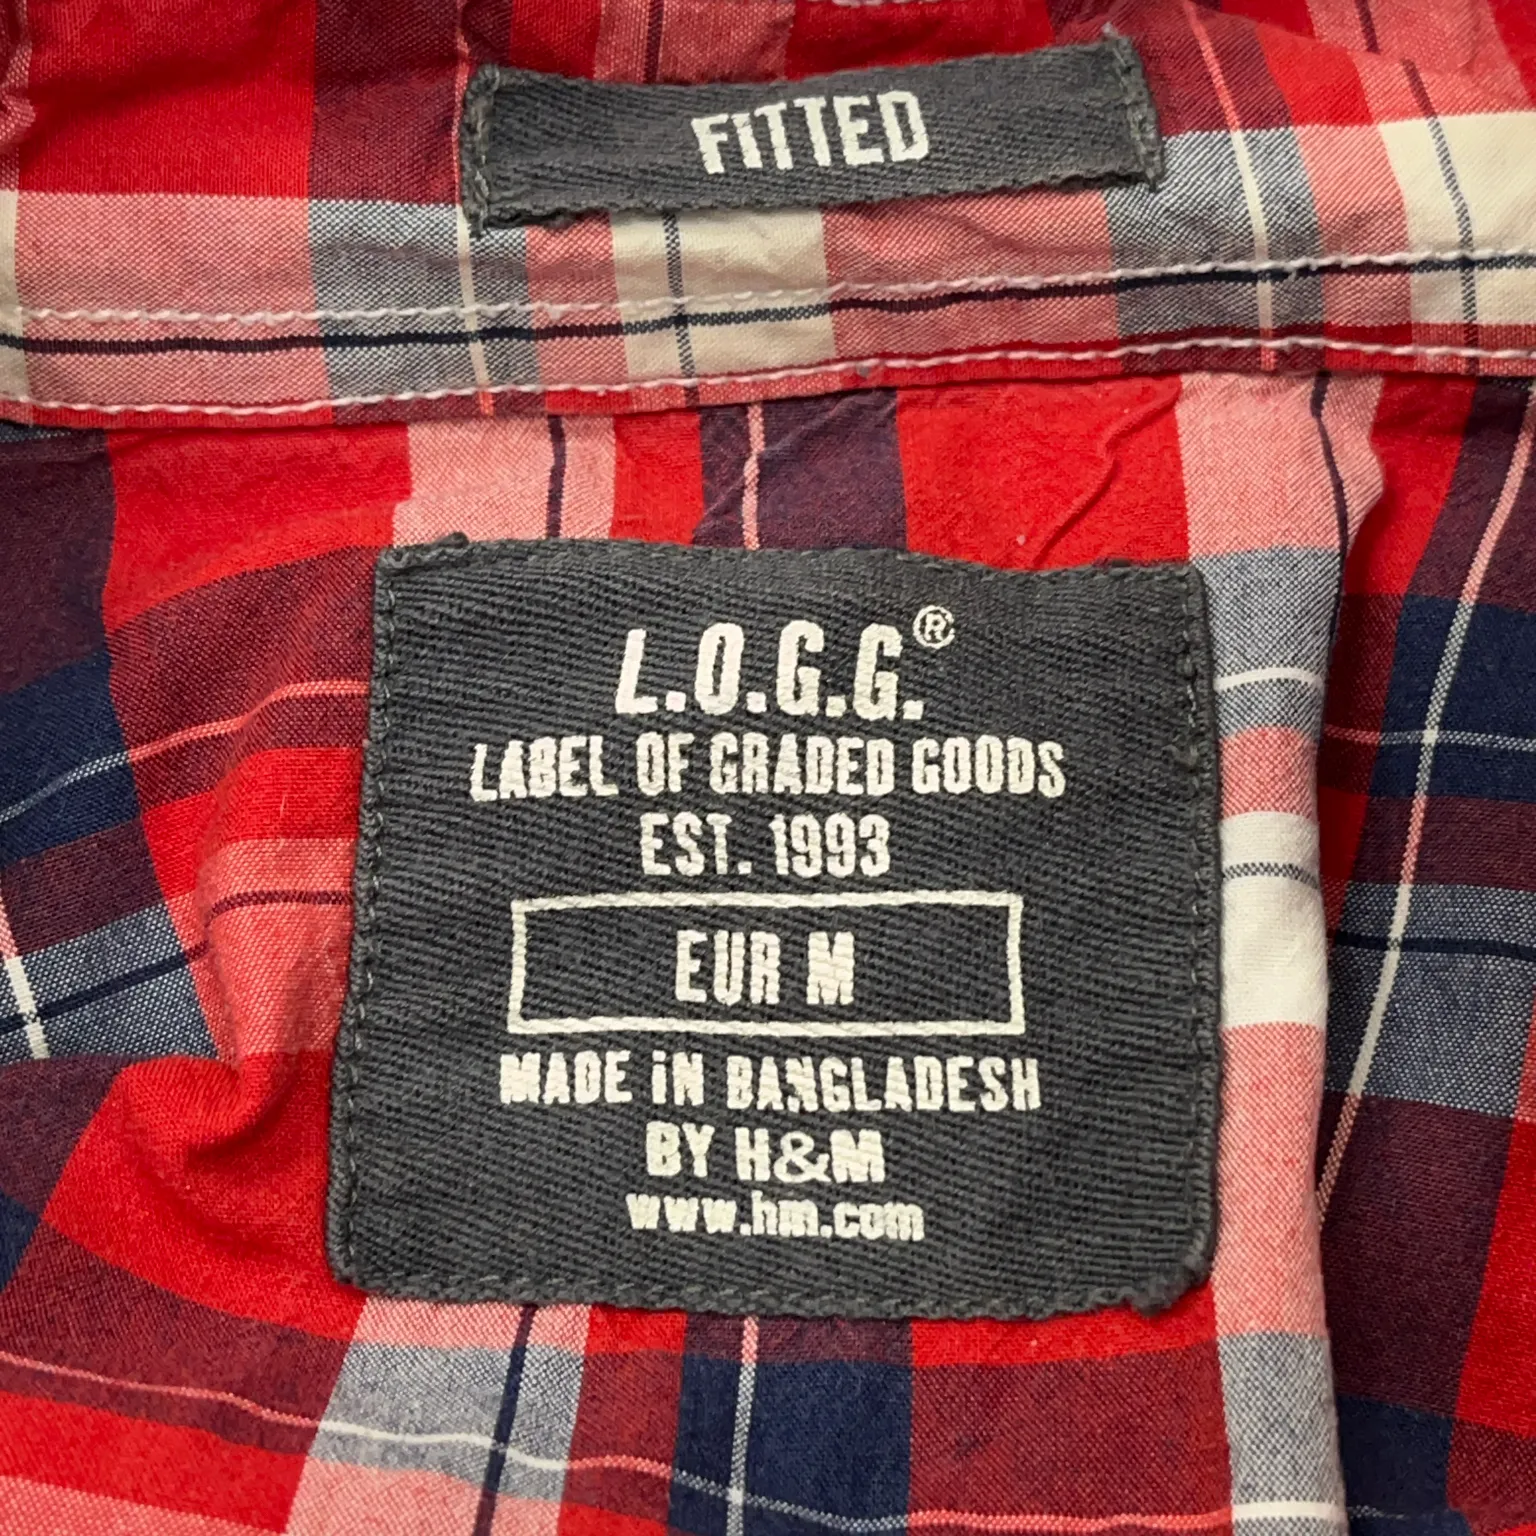 FiTTED
L.O.G.G.®
LABEL OF GRADED GOODS
EST. 1993
EUR M
MADE iN BANGLADESH
BY H&M
www.hm.com